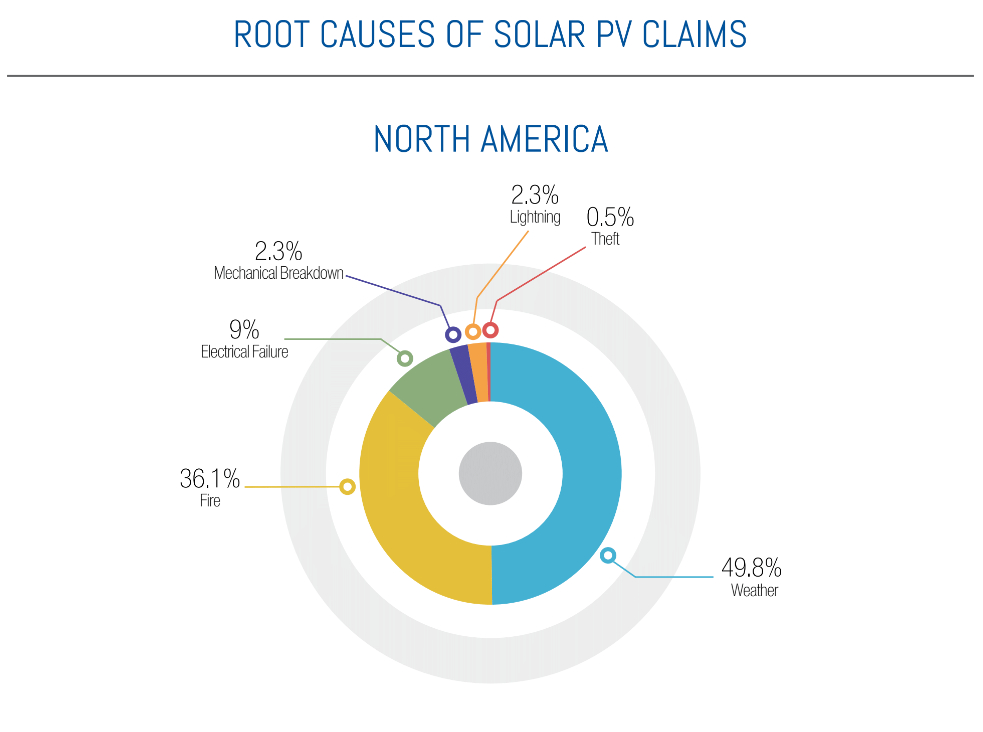 ROOT CAUSES OF SOLAR PV CLAIMS
NORTH AMERICA
2.3%
Lightning
0.5%
Theft
2.3%
Mechanical Breakdown
9%
Electrical Failure
36.1%
Fire
49.8%
Weather